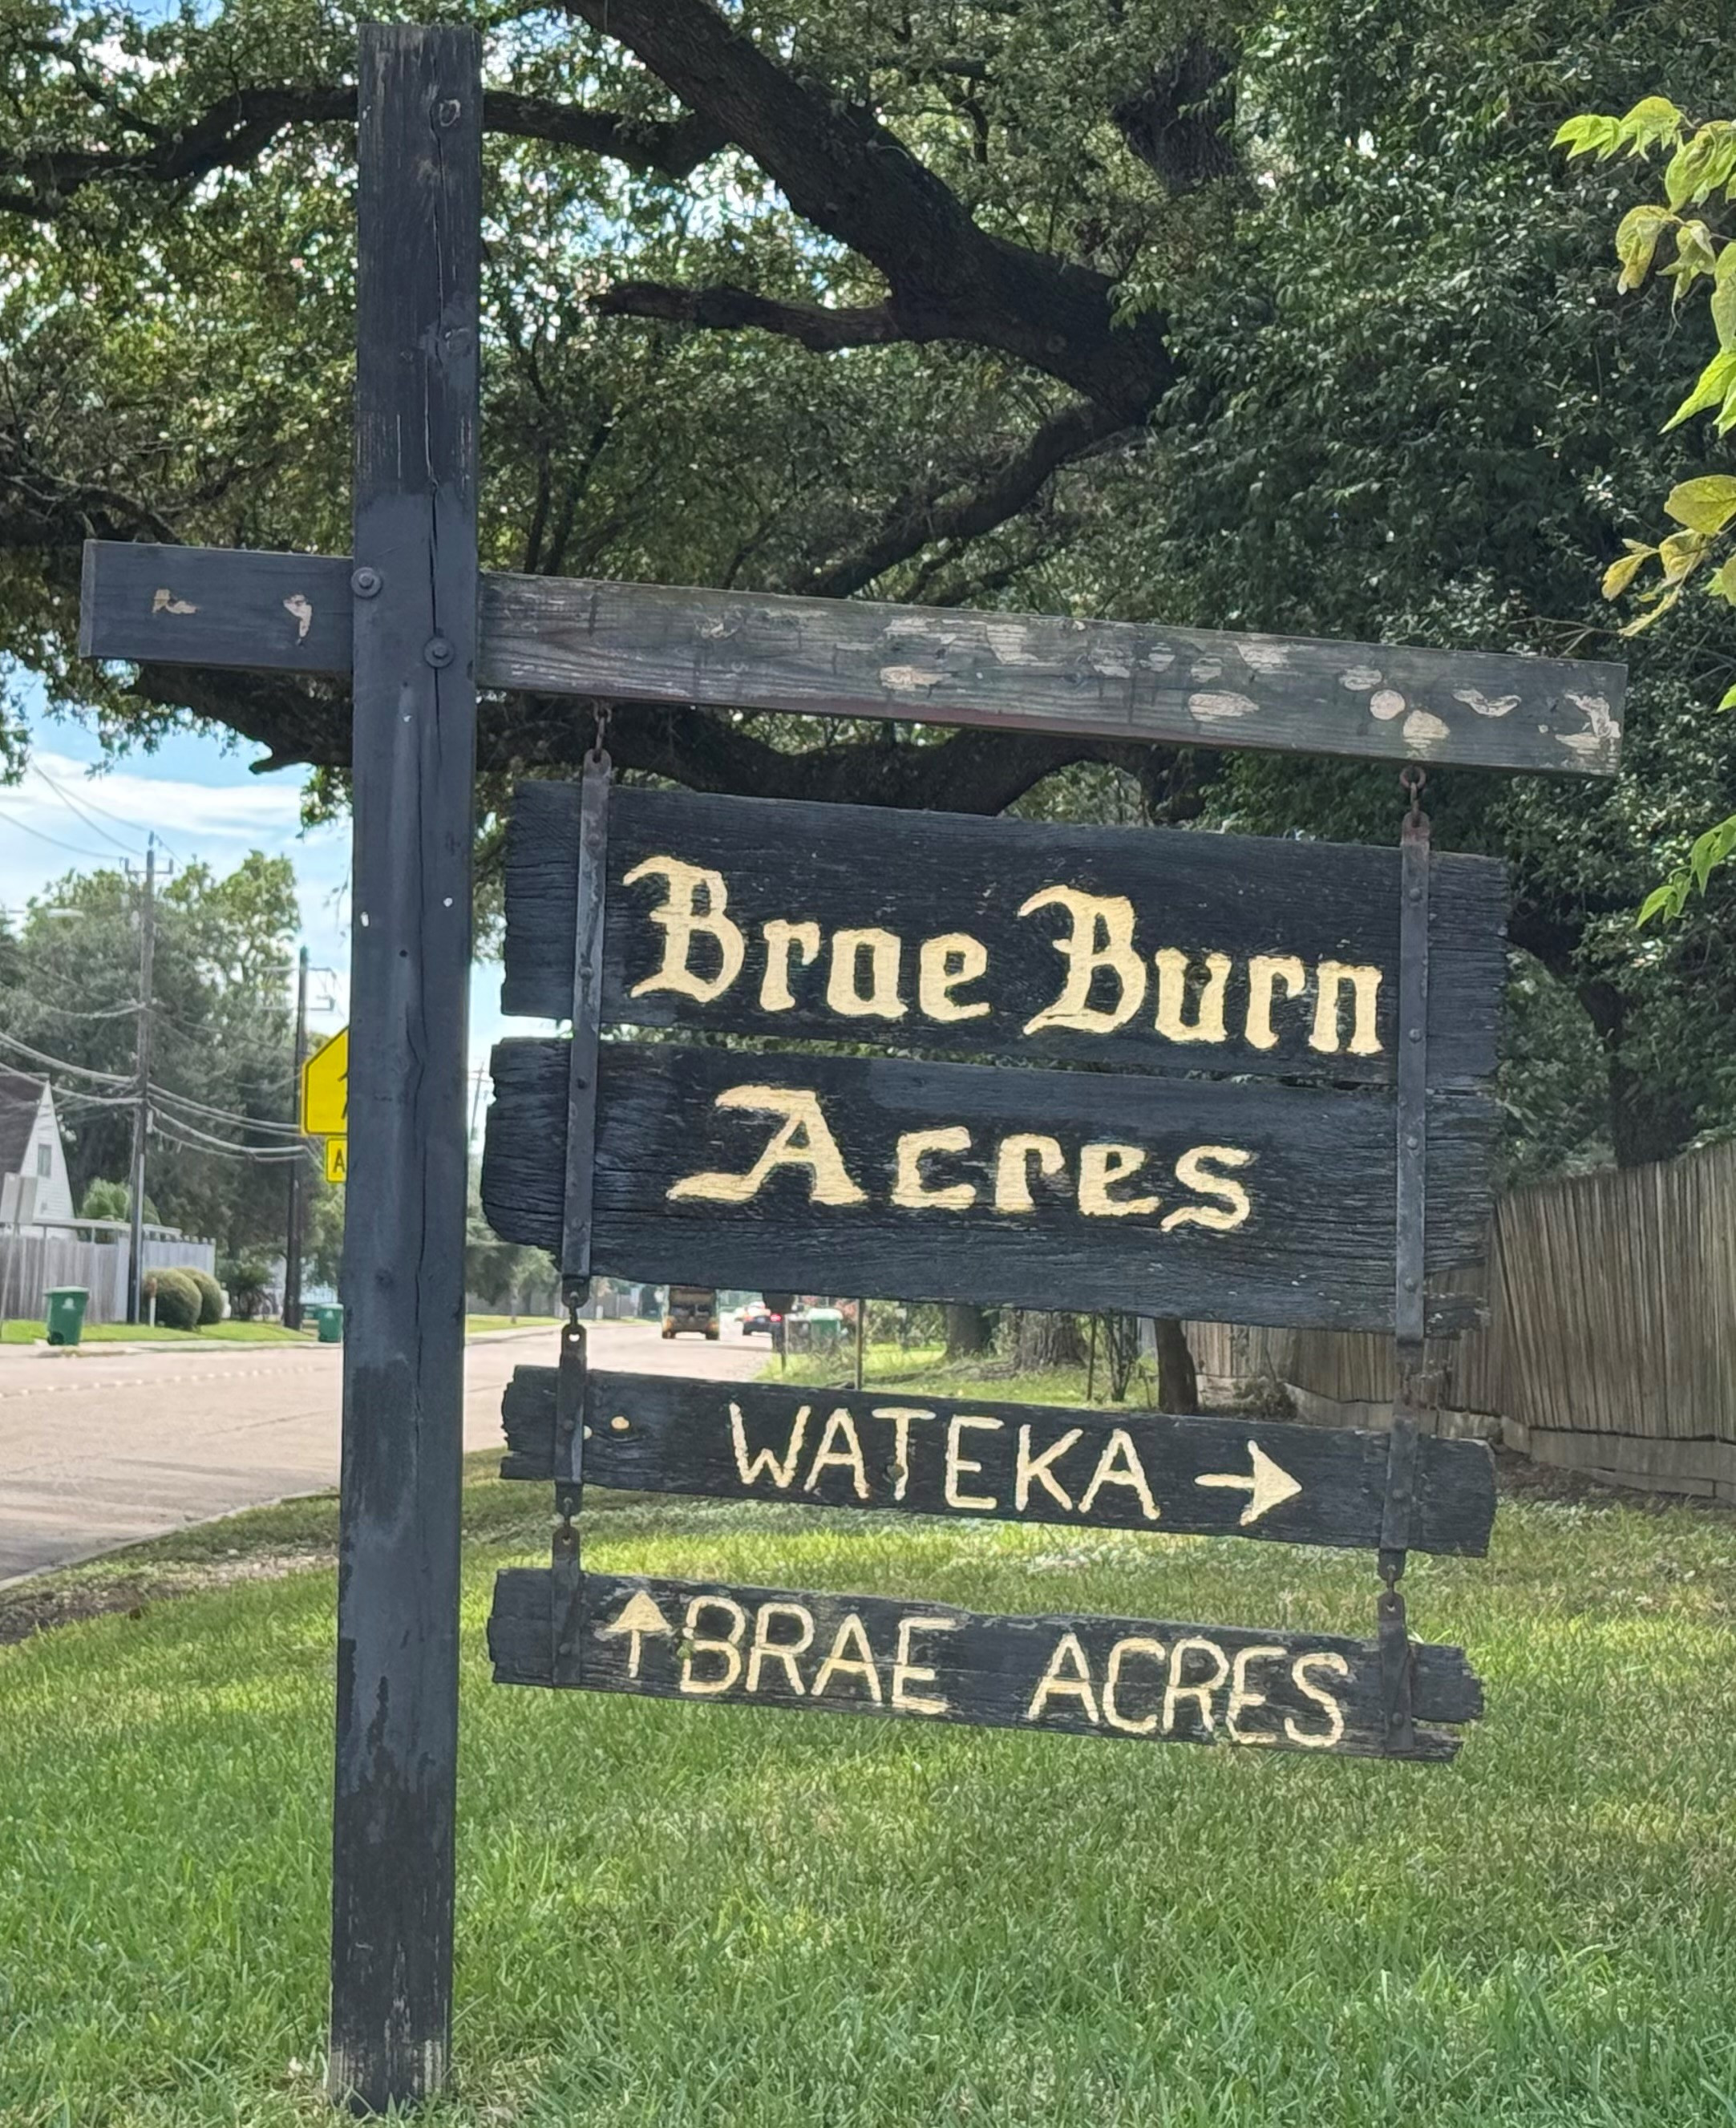 Brae Burn
Acres
WATEKA →
↑ BRAE ACRES